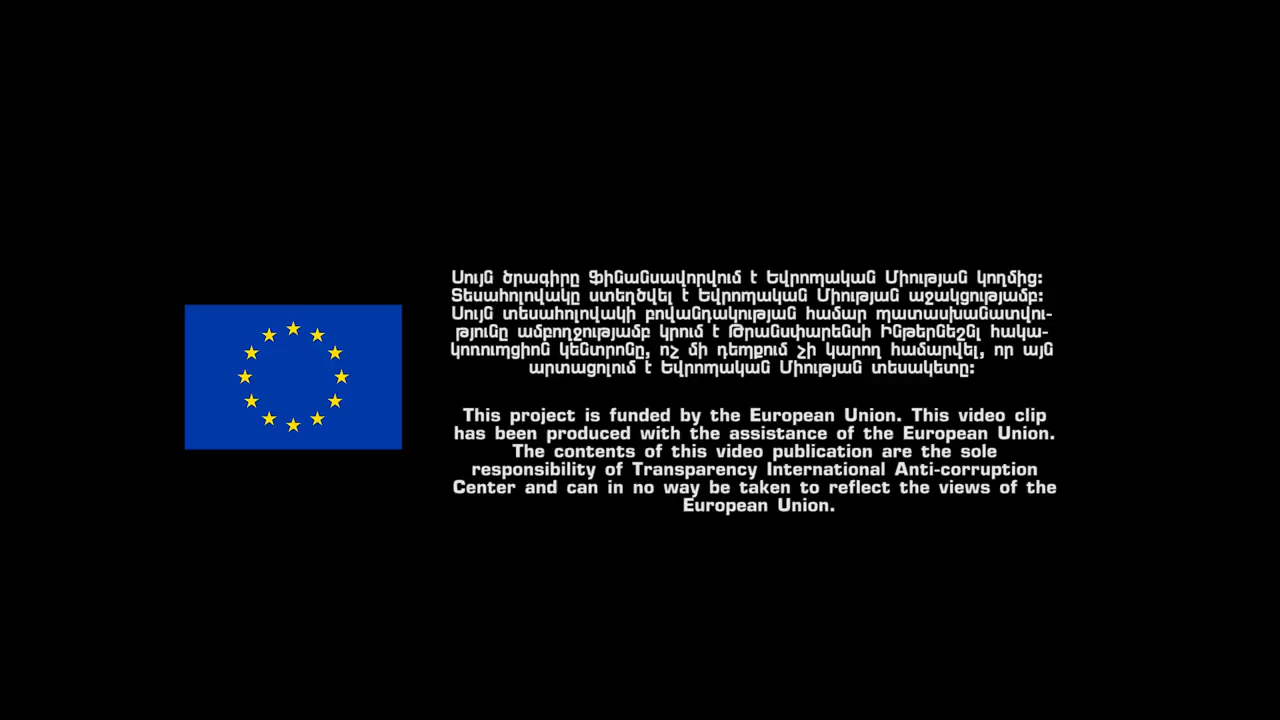 Սույն ծրագիրը ֆինանսավորվում է Եվրոպական Միության կողմից:
Տեսահոլովակը ստեղծվել է Եվրոպական Միության աջակցությամբ:
Սույն տեսահոլովակի բովանդակության համար պատասխանատվու-
թյունը ամբողջությամբ կրում է Թրանսփարենսի Ինթերնեշնլ հակա-
կոռուպցիոն կենտրոնը, ոչ մի դեպքում չի կարող համարվել, որ այն
արտացոլում է Եվրոպական Միության տեսակետը:
This project is funded by the European Union. This video clip
has been produced with the assistance of the European Union.
The contents of this video publication are the sole
responsibility of Transparency International Anti-corruption
Center and can in no way be taken to reflect the views of the
European Union.